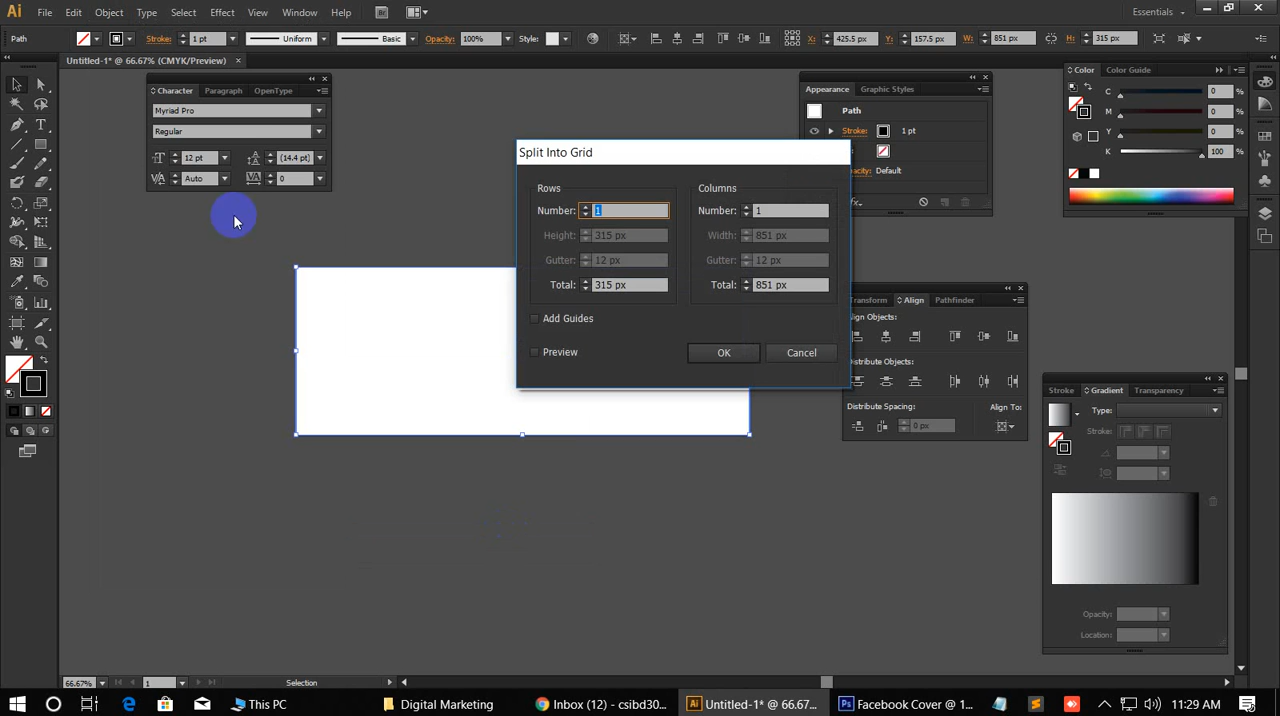 Ai File Edit Object Type Select Effect View Window Help Br Essentials
Path Stroke: 1 pt Uniform Basic Opacity: 100% Style: X: 425.5 px Y: 157.5 px W: 851 px H: 315 px
Untitled-1* @ 66.67% (CMYK/Preview) ×
Character Paragraph OpenType
Myriad Pro
Regular
12 pt (14.4 pt)
Auto 0
Split Into Grid
Rows
Number: 1
Height: 315 px
Gutter: 12 px
Total: 315 px
Columns
Number: 1
Width: 851 px
Gutter: 12 px
Total: 851 px
Add Guides
Preview
OK Cancel
Appearance Graphic Styles
Path
Stroke: 1 pt
Default
Color Color Guide
C 0 %
M 0 %
Y 0 %
K 100 %
Transform Align Pathfinder
Align Objects:
Distribute Objects:
Distribute Spacing: Align To:
0 px
Stroke Gradient Transparency
Type:
Stroke:
Opacity:
Location:
66.67% 1 Selection
This PC Digital Marketing Inbox (12) - csibd30... Ai Untitled-1* @ 66.67... Ps Facebook Cover @ 1... 11:29 AM